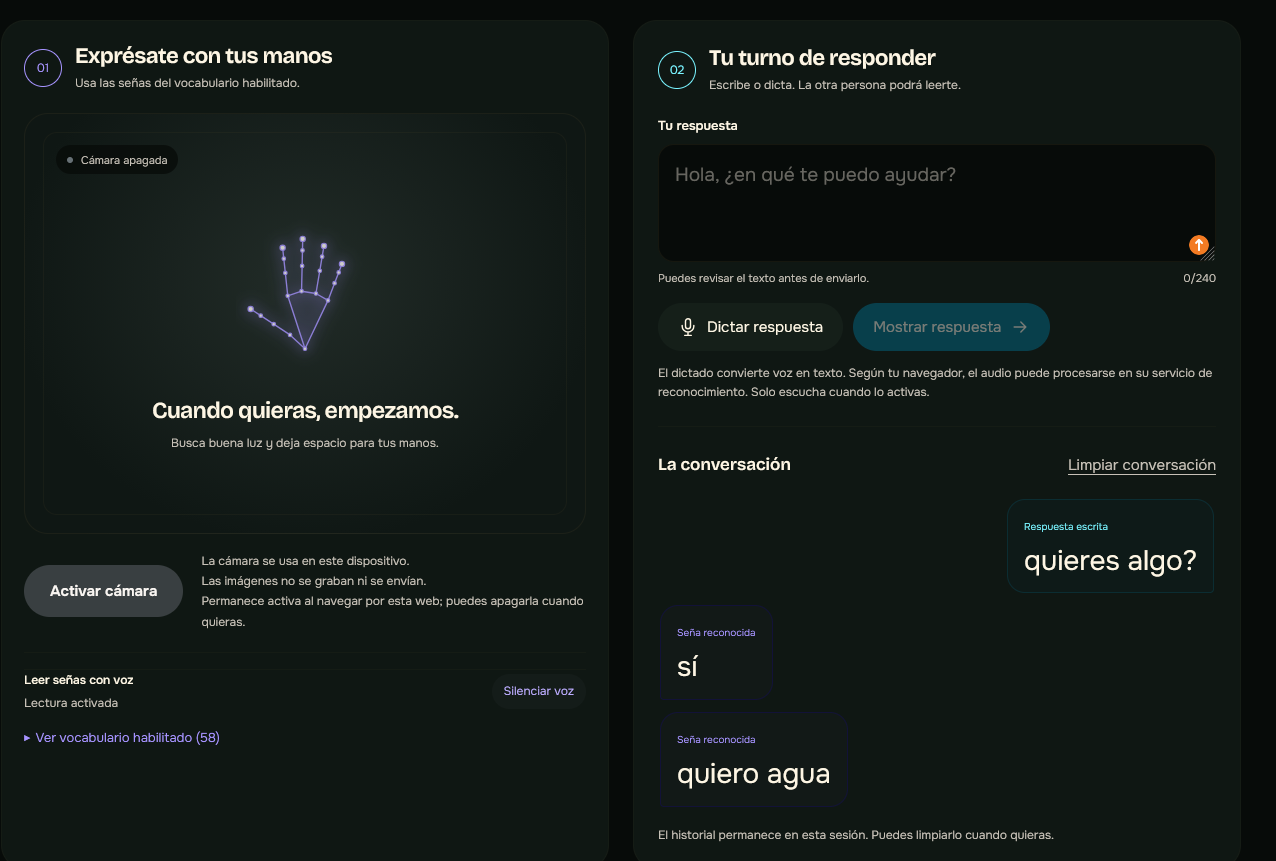 01
Exprésate con tus manos
Usa las señas del vocabulario habilitado.
Cámara apagada
Cuando quieras, empezamos.
Busca buena luz y deja espacio para tus manos.
Activar cámara
La cámara se usa en este dispositivo.
Las imágenes no se graban ni se envían.
Permanece activa al navegar por esta web; puedes apagarla cuando
quieras.
Leer señas con voz
Lectura activada
Silenciar voz
Ver vocabulario habilitado (58)
02
Tu turno de responder
Escribe o dicta. La otra persona podrá leerte.
Tu respuesta
Hola, ¿en qué te puedo ayudar?
Puedes revisar el texto antes de enviarlo.
0/240
Dictar respuesta
Mostrar respuesta →
El dictado convierte voz en texto. Según tu navegador, el audio puede procesarse en su servicio de
reconocimiento. Solo escucha cuando lo activas.
La conversación
Limpiar conversación
Respuesta escrita
quieres algo?
Seña reconocida
sí
Seña reconocida
quiero agua
El historial permanece en esta sesión. Puedes limpiarlo cuando quieras.